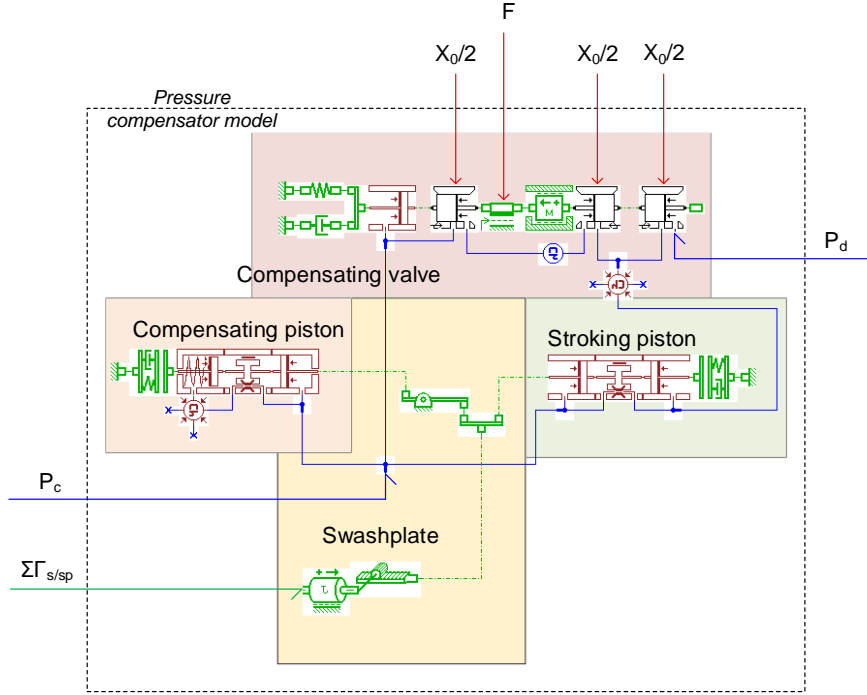 F
X0/2
X0/2
X0/2
Pressure
compensator model
M
Pd
Compensating valve
Compensating piston
Stroking piston
Pc
Swashplate
ΣΓs/sp